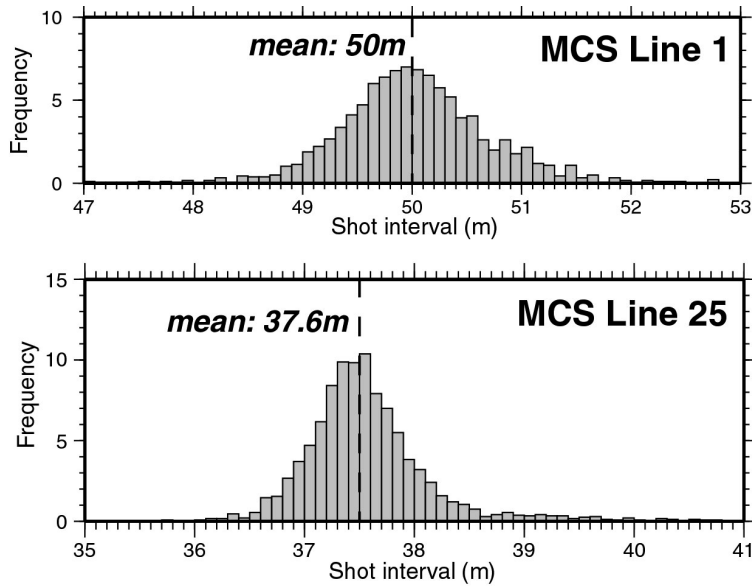 10
mean: 50m
MCS Line 1
Frequency
5
0
47 48 49 50 51 52 53
Shot interval (m)
15
mean: 37.6m
MCS Line 25
10
Frequency
5
0
35 36 37 38 39 40 41
Shot interval (m)